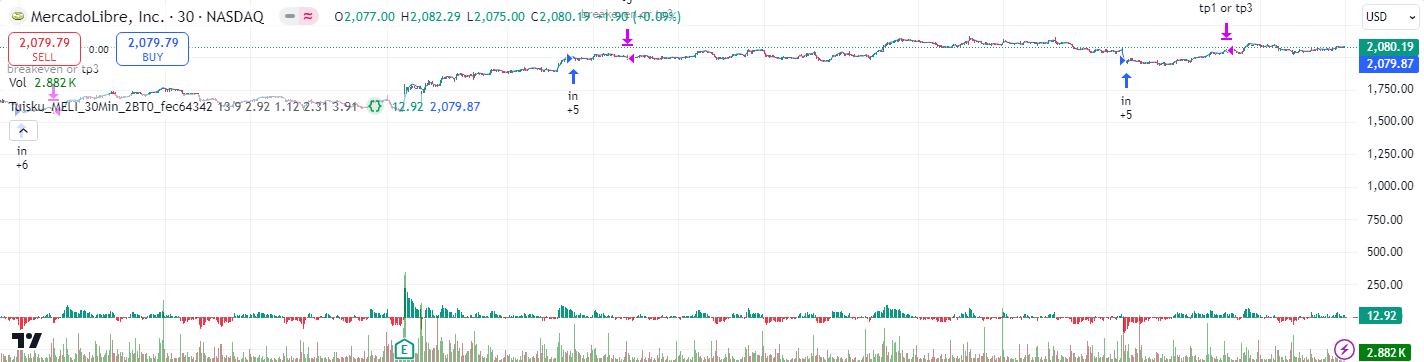 MercadoLibre, Inc. · 30 · NASDAQ
O2,077.00 H2,082.29 L2,075.00 C2,080.19 +1.90 (+0.09%)
breakeven or tp3
tp1 or tp3
USD
2,079.79
SELL
0.00
2,079.79
BUY
2,080.19
2,079.87
breakeven or tp3
Vol 2.882 K
1,750.00
Tuisku_MELI_30Min_2BT0_fec64342 13 9 2.92 1.12 2.31 3.91 {} 12.92 2,079.87
in
+5
in
+5
1,500.00
in
+6
1,250.00
1,000.00
750.00
500.00
250.00
12.92
E
2.882 K